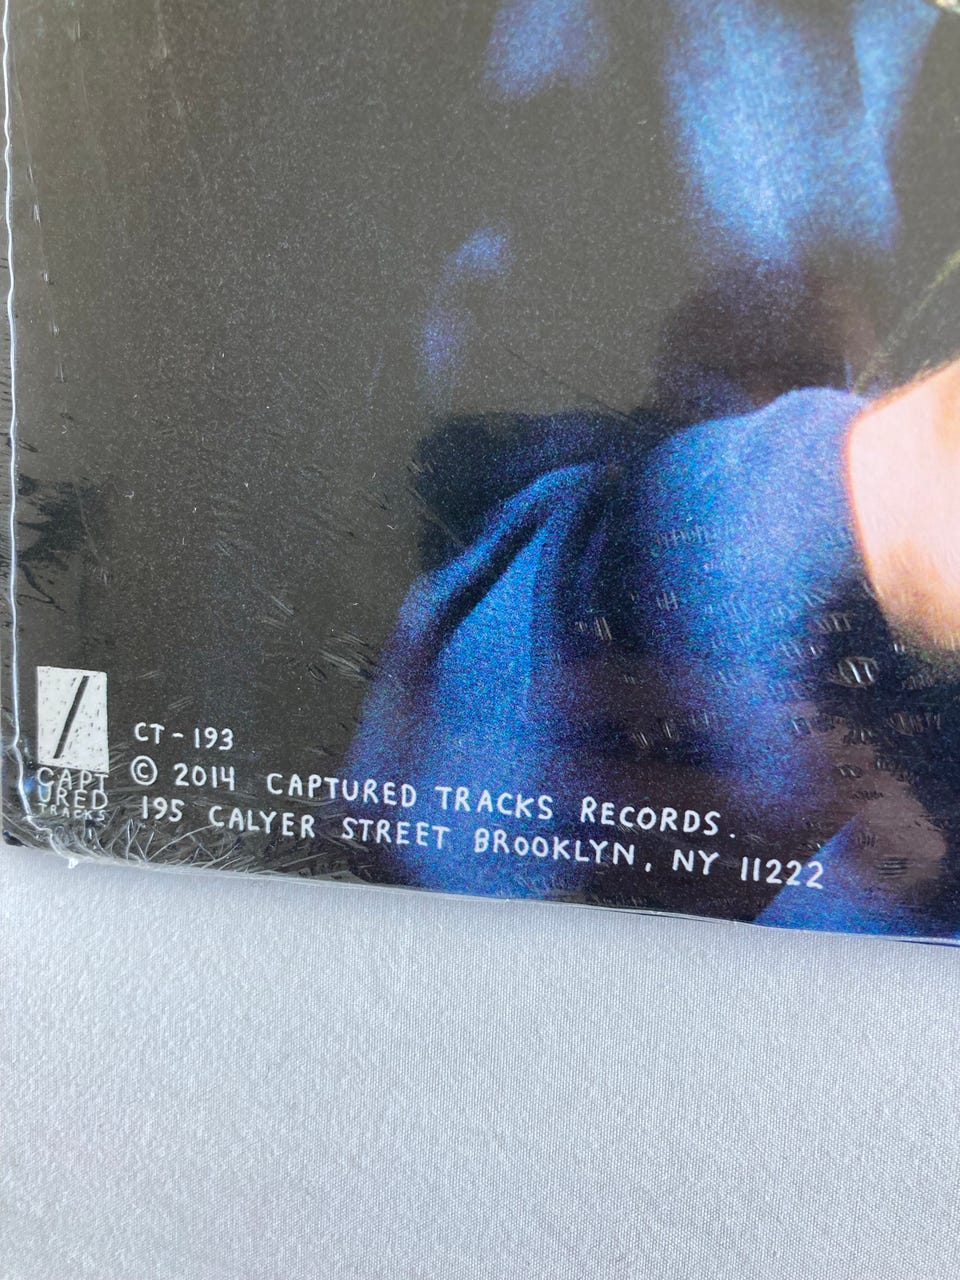 CAPT
URED
TRACKS
CT-193
© 2014 CAPTURED TRACKS RECORDS.
195 CALYER STREET BROOKLYN, NY 11222